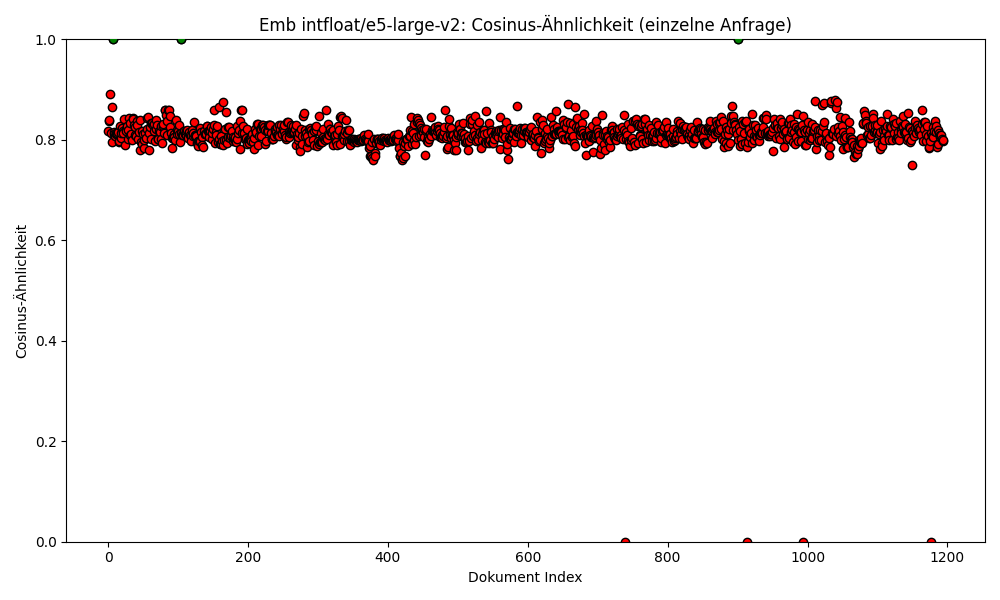 Emb intfloat/e5-large-v2: Cosinus-Ähnlichkeit (einzelne Anfrage)
1.0
0.8
0.6
0.4
0.2
0.0
Cosinus-Ähnlichkeit
0 200 400 600 800 1000 1200
Dokument Index